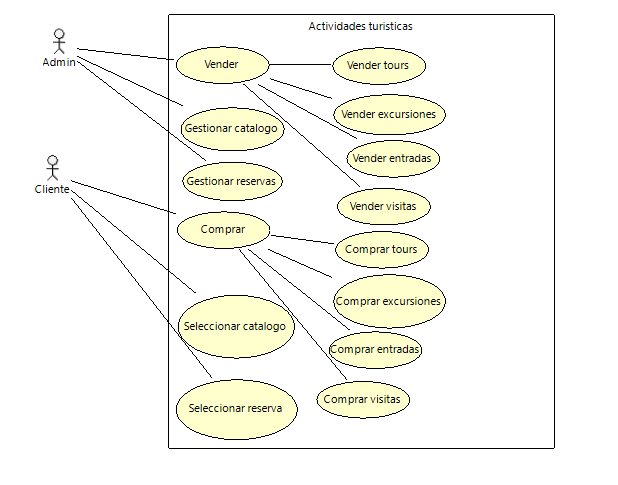 Actividades turisticas
Admin
Vender
Vender tours
Vender excursiones
Gestionar catalogo
Vender entradas
Gestionar reservas
Cliente
Vender visitas
Comprar
Comprar tours
Comprar excursiones
Seleccionar catalogo
Comprar entradas
Comprar visitas
Seleccionar reserva